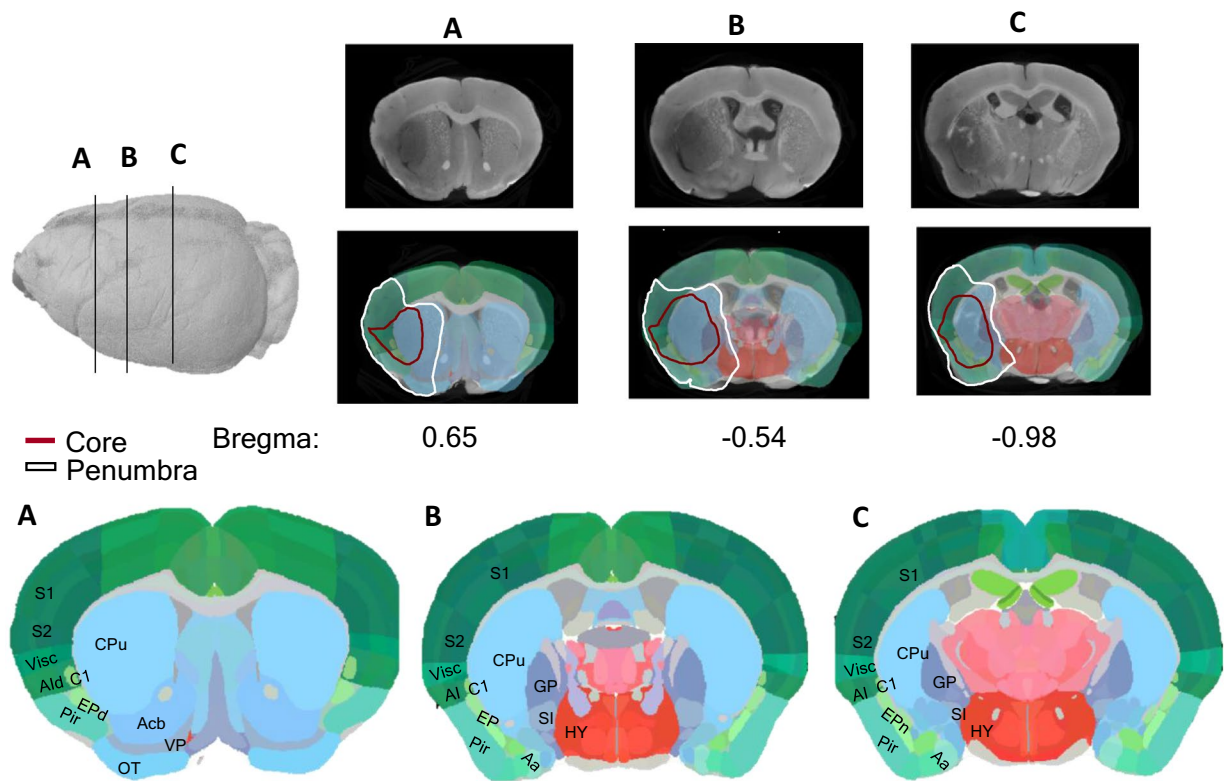 A
B
C
A
B
C
Core
Penumbra
Bregma:
0.65
-0.54
-0.98
A
S1
S2
Visc
AId
C1
EPd
Pir
CPu
Acb
VP
OT
B
S1
S2
Visc
AI
C1
EP
Pir
Aa
CPu
GP
SI
HY
C
S1
S2
Visc
AI
C1
EPn
Pir
Aa
CPu
GP
SI
HY